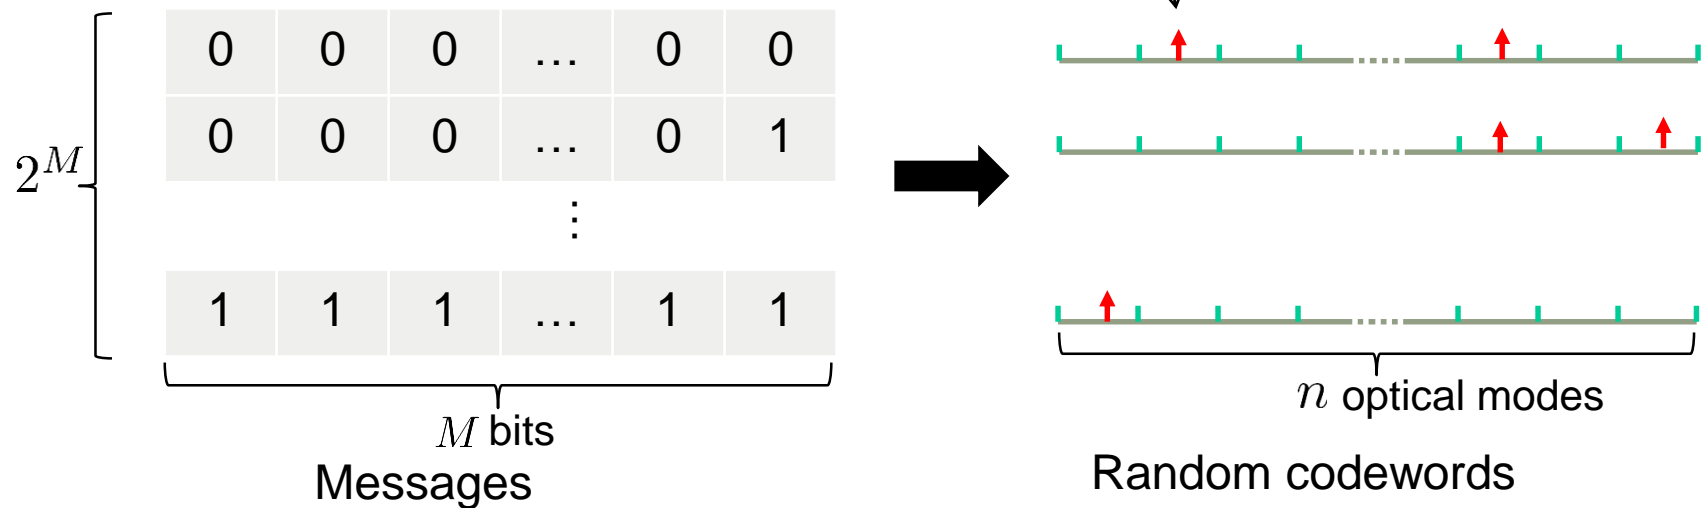 0 0 0 … 0 0
0 0 0 … 0 1
2^M
⋮
1 1 1 … 1 1
n optical modes
M bits
Messages
Random codewords